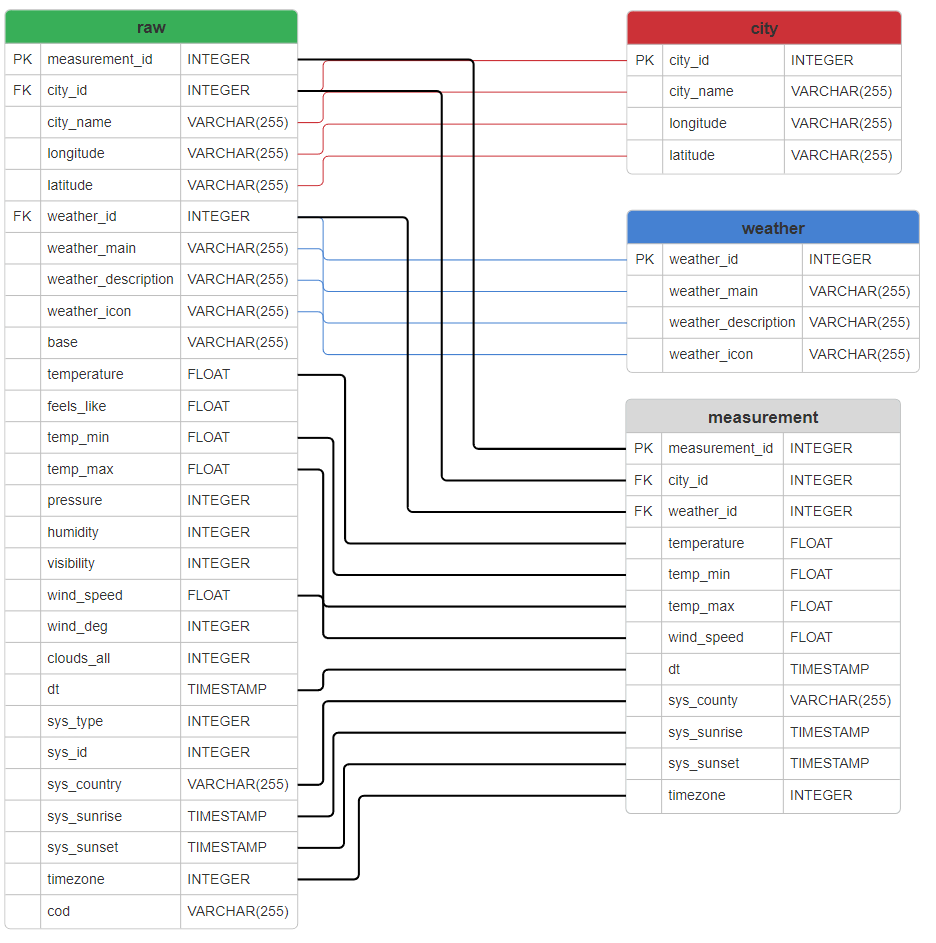 raw
PK measurement_id INTEGER
FK city_id INTEGER
city_name VARCHAR(255)
longitude VARCHAR(255)
latitude VARCHAR(255)
FK weather_id INTEGER
weather_main VARCHAR(255)
weather_description VARCHAR(255)
weather_icon VARCHAR(255)
base VARCHAR(255)
temperature FLOAT
feels_like FLOAT
temp_min FLOAT
temp_max FLOAT
pressure INTEGER
humidity INTEGER
visibility INTEGER
wind_speed FLOAT
wind_deg INTEGER
clouds_all INTEGER
dt TIMESTAMP
sys_type INTEGER
sys_id INTEGER
sys_country VARCHAR(255)
sys_sunrise TIMESTAMP
sys_sunset TIMESTAMP
timezone INTEGER
cod VARCHAR(255)
city
PK city_id INTEGER
city_name VARCHAR(255)
longitude VARCHAR(255)
latitude VARCHAR(255)
weather
PK weather_id INTEGER
weather_main VARCHAR(255)
weather_description VARCHAR(255)
weather_icon VARCHAR(255)
measurement
PK measurement_id INTEGER
FK city_id INTEGER
FK weather_id INTEGER
temperature FLOAT
temp_min FLOAT
temp_max FLOAT
wind_speed FLOAT
dt TIMESTAMP
sys_county VARCHAR(255)
sys_sunrise TIMESTAMP
sys_sunset TIMESTAMP
timezone INTEGER